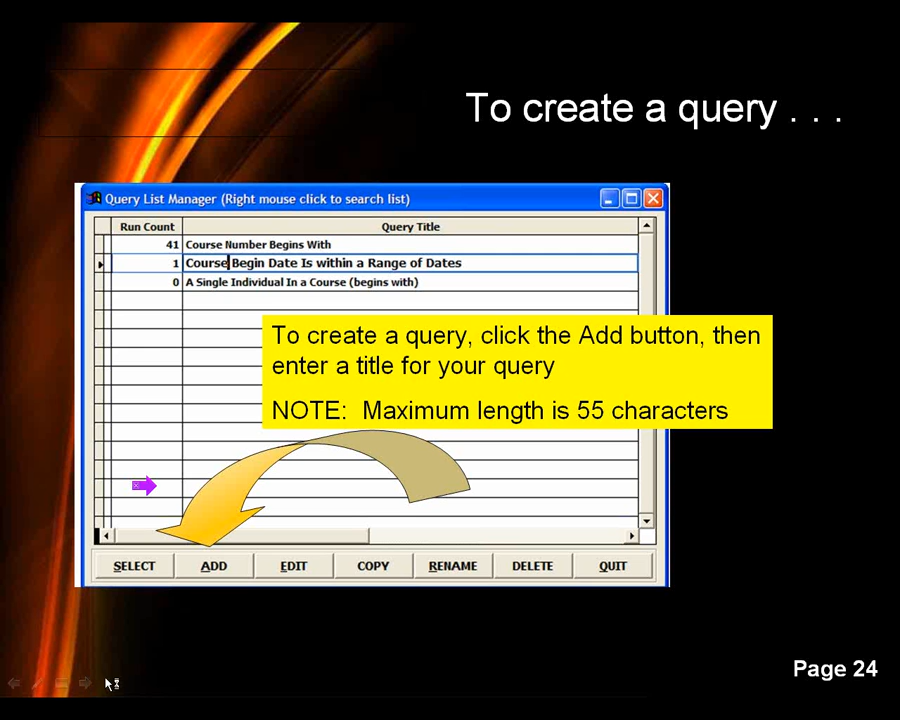 To create a query . . .
Query List Manager (Right mouse click to search list)
Run Count Query Title
41 Course Number Begins With
1 Course Begin Date Is within a Range of Dates
0 A Single Individual In a Course (begins with)
To create a query, click the Add button, then
enter a title for your query
NOTE: Maximum length is 55 characters
SELECT ADD EDIT COPY RENAME DELETE QUIT
Page 24